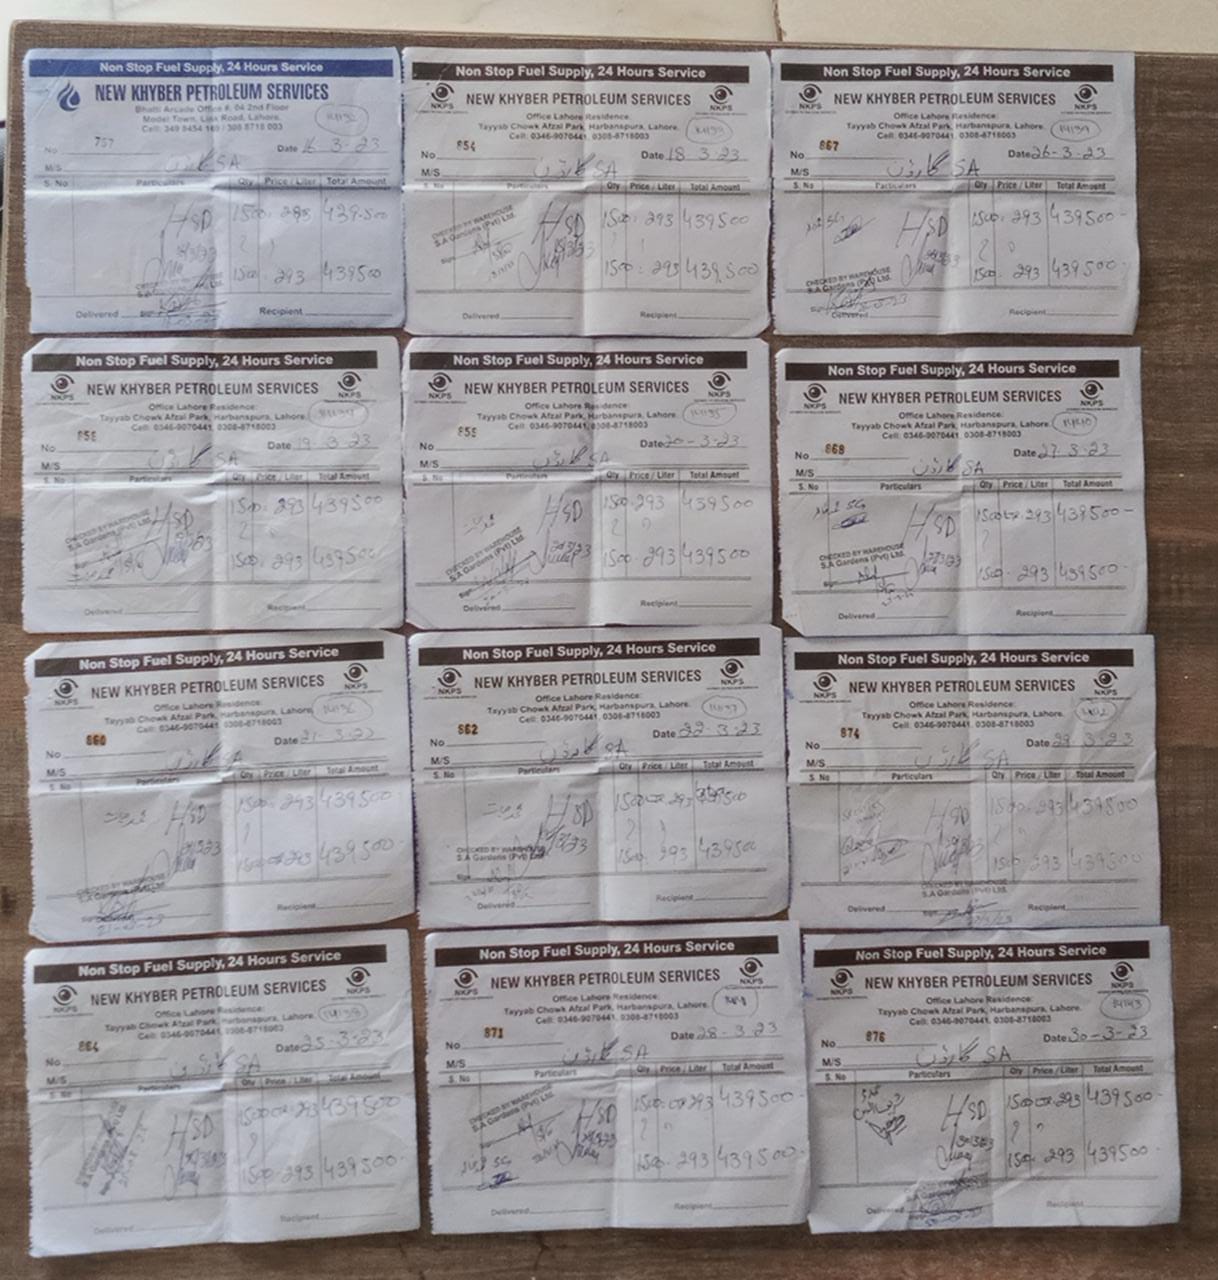 Non Stop Fuel Supply, 24 Hours Service
NEW KHYBER PETROLEUM SERVICES
Bhatti Arcade Office #. 04 2nd Floor
Model Town, Link Road, Lahore.
14132
No 757 Date 16-3-23
M/S گارڈن SA
S. No Particulars Qty Price / Liter Total Amount
HSD 1500. 293 439.500
1500. 293 439500
CHECKED BY WAREHOUSE
Delivered Sign Recipient
Non Stop Fuel Supply, 24 Hours Service
NKPS NEW KHYBER PETROLEUM SERVICES NKPS
Office Lahore Residence:
Tayyab Chowk Afzal Park, Harbanspura, Lahore.
14133
Cell: 0346-9070441, 0308-8718003
No 854 Date 18 3-23
M/S گارڈن SA
S. No Particulars Qty Price / Liter Total Amount
CHECKED BY WAREHOUSE
S.A Gardens (Pvt) Ltd.
HSD 1500. 293 439500
Sign
1500. 293 439,500
Delivered Recipient
Non Stop Fuel Supply, 24 Hours Service
NKPS NEW KHYBER PETROLEUM SERVICES NKPS
Office Lahore Residence:
Tayyab Chowk Afzal Park, Harbanspura, Lahore.
14139
Cell: 0346-9070441, 0308-8718003
No 867 Date 26-3-23
M/S گارڈن SA
S. No Particulars Qty Price / Liter Total Amount
HSD 1500. 293 439500-
1500. 293 439500-
CHECKED BY WAREHOUSE
S.A Gardens (Pvt) Ltd.
Sign
Delivered Recipient
Non Stop Fuel Supply, 24 Hours Service
NKPS NEW KHYBER PETROLEUM SERVICES NKPS
Office Lahore Residence:
Tayyab Chowk Afzal Park, Harbanspura, Lahore.
14134
Cell: 0346-9070441, 0308-8718003
No Date 19-3-23
M/S گارڈن SA
S. No Particulars Qty Price / Liter Total Amount
HSD 1500. 293 439500
CHECKED BY WAREHOUSE
S.A Gardens (Pvt) Ltd.
1500. 293 439500
Delivered Recipient
Non Stop Fuel Supply, 24 Hours Service
NKPS NEW KHYBER PETROLEUM SERVICES NKPS
Office Lahore Residence:
Tayyab Chowk Afzal Park, Harbanspura, Lahore.
14135
Cell: 0346-9070441, 0308-8718003
No Date 20-3-23
M/S گارڈن SA
S. No Particulars Qty Price / Liter Total Amount
HSD 1500. 293 439500
CHECKED BY WAREHOUSE
S.A Gardens (Pvt) Ltd.
1500. 293 439500
Delivered Recipient
Non Stop Fuel Supply, 24 Hours Service
NKPS NEW KHYBER PETROLEUM SERVICES NKPS
Office Lahore Residence:
Tayyab Chowk Afzal Park, Harbanspura, Lahore.
14140
Cell: 0346-9070441, 0308-8718003
No 868 Date 27-3-23
M/S گارڈن SA
S. No Particulars Qty Price / Liter Total Amount
HSD 1500 293 439500-
CHECKED BY WAREHOUSE
S.A Gardens (Pvt) Ltd.
Sign
1500. 293 439500-
Delivered Recipient
Non Stop Fuel Supply, 24 Hours Service
NKPS NEW KHYBER PETROLEUM SERVICES NKPS
Office Lahore Residence:
Tayyab Chowk Afzal Park, Harbanspura, Lahore.
14136
Cell: 0346-9070441, 0308-8718003
No 860 Date 21-3-23
M/S گارڈن SA
S. No Particulars Qty Price / Liter Total Amount
HSD 1500. 293 439500-
1500 293 439500-
CHECKED BY WAREHOUSE
S.A Gardens (Pvt) Ltd.
Sign
Recipient
Non Stop Fuel Supply, 24 Hours Service
NKPS NEW KHYBER PETROLEUM SERVICES NKPS
Office Lahore Residence:
Tayyab Chowk Afzal Park, Harbanspura, Lahore.
14137
Cell: 0346-9070441, 0308-8718003
No 862 Date 22-3-23
M/S گارڈن SA
S. No Particulars Qty Price / Liter Total Amount
HSD 1500 293
CHECKED BY WAREHOUSE
S.A Gardens (Pvt) Ltd.
Sign
1500. 293 439500
Delivered Recipient
Non Stop Fuel Supply, 24 Hours Service
NKPS NEW KHYBER PETROLEUM SERVICES NKPS
Office Lahore Residence:
Tayyab Chowk Afzal Park, Harbanspura, Lahore.
14142
Cell: 0346-9070441, 0308-8718003
No 874 Date 29-3-23
M/S گارڈن SA
S. No Particulars Qty Price / Liter Total Amount
HSD 1500. 293 439500
1500. 293 439500
CHECKED BY WAREHOUSE
S.A Gardens (Pvt) Ltd.
Delivered Sign Recipient
Non Stop Fuel Supply, 24 Hours Service
NKPS NEW KHYBER PETROLEUM SERVICES NKPS
Office Lahore Residence:
Tayyab Chowk Afzal Park, Harbanspura, Lahore.
14138
Cell: 0346-9070441, 0308-8718003
No 864 Date 25-3-23
M/S گارڈن SA
S. No Particulars Qty Price / Liter Total Amount
HSD 1500 293 439500
1500. 293 439500-
Delivered Recipient
Non Stop Fuel Supply, 24 Hours Service
NKPS NEW KHYBER PETROLEUM SERVICES NKPS
Office Lahore Residence:
Tayyab Chowk Afzal Park, Harbanspura, Lahore.
Cell: 0346-9070441, 0308-8718003
No 871 Date 28-3-23
M/S گارڈن SA
S. No Particulars Qty Price / Liter Total Amount
CHECKED BY WAREHOUSE
S.A Gardens (Pvt) Ltd.
HSD 1500. 293 439500-
Sign
1500. 293 439500-
Delivered Recipient
Non Stop Fuel Supply, 24 Hours Service
NKPS NEW KHYBER PETROLEUM SERVICES NKPS
Office Lahore Residence:
Tayyab Chowk Afzal Park, Harbanspura, Lahore.
14143
Cell: 0346-9070441, 0308-8718003
No 876 Date 30-3-23
M/S گارڈن SA
S. No Particulars Qty Price / Liter Total Amount
HSD 1500 293 439500-
1500. 293 439500-
Delivered Recipient